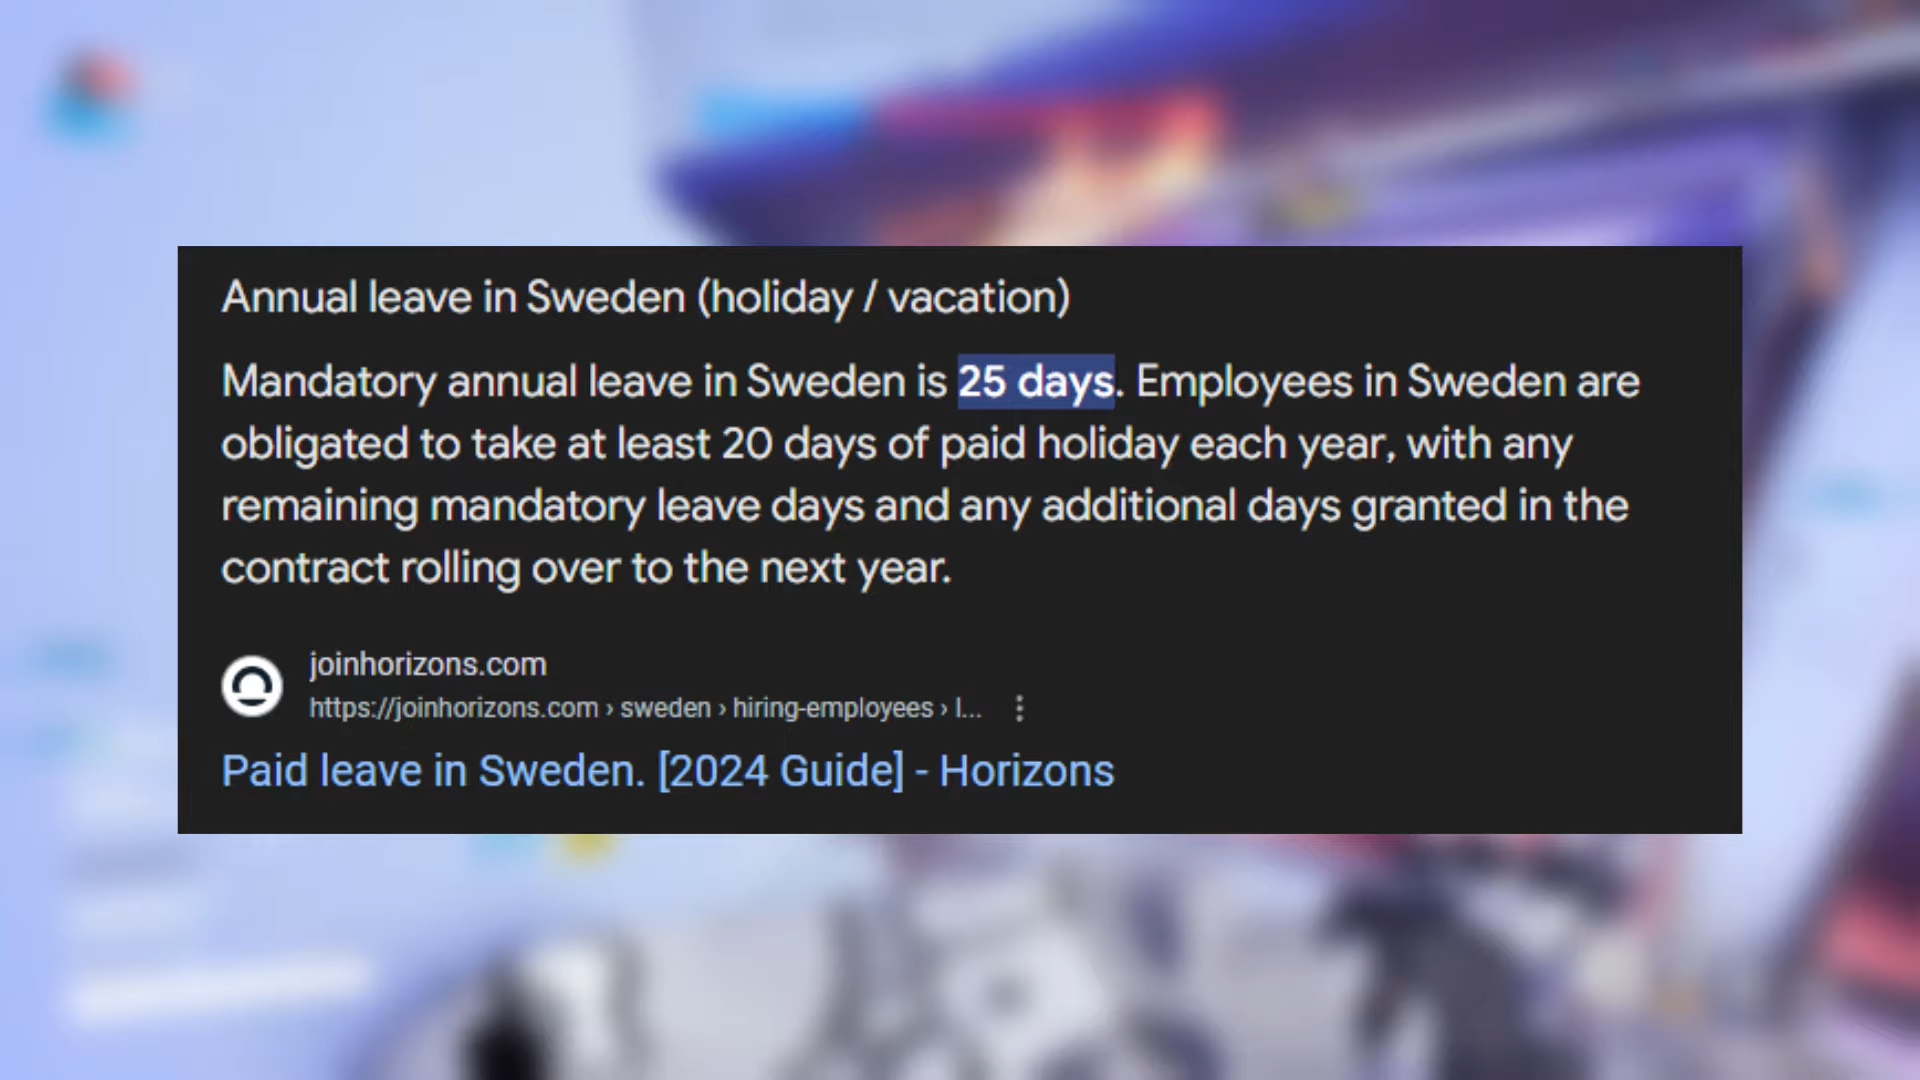 Annual leave in Sweden (holiday / vacation)
Mandatory annual leave in Sweden is 25 days. Employees in Sweden are
obligated to take at least 20 days of paid holiday each year, with any
remaining mandatory leave days and any additional days granted in the
contract rolling over to the next year.
joinhorizons.com
https://joinhorizons.com › sweden › hiring-employees › l...
Paid leave in Sweden. [2024 Guide] - Horizons